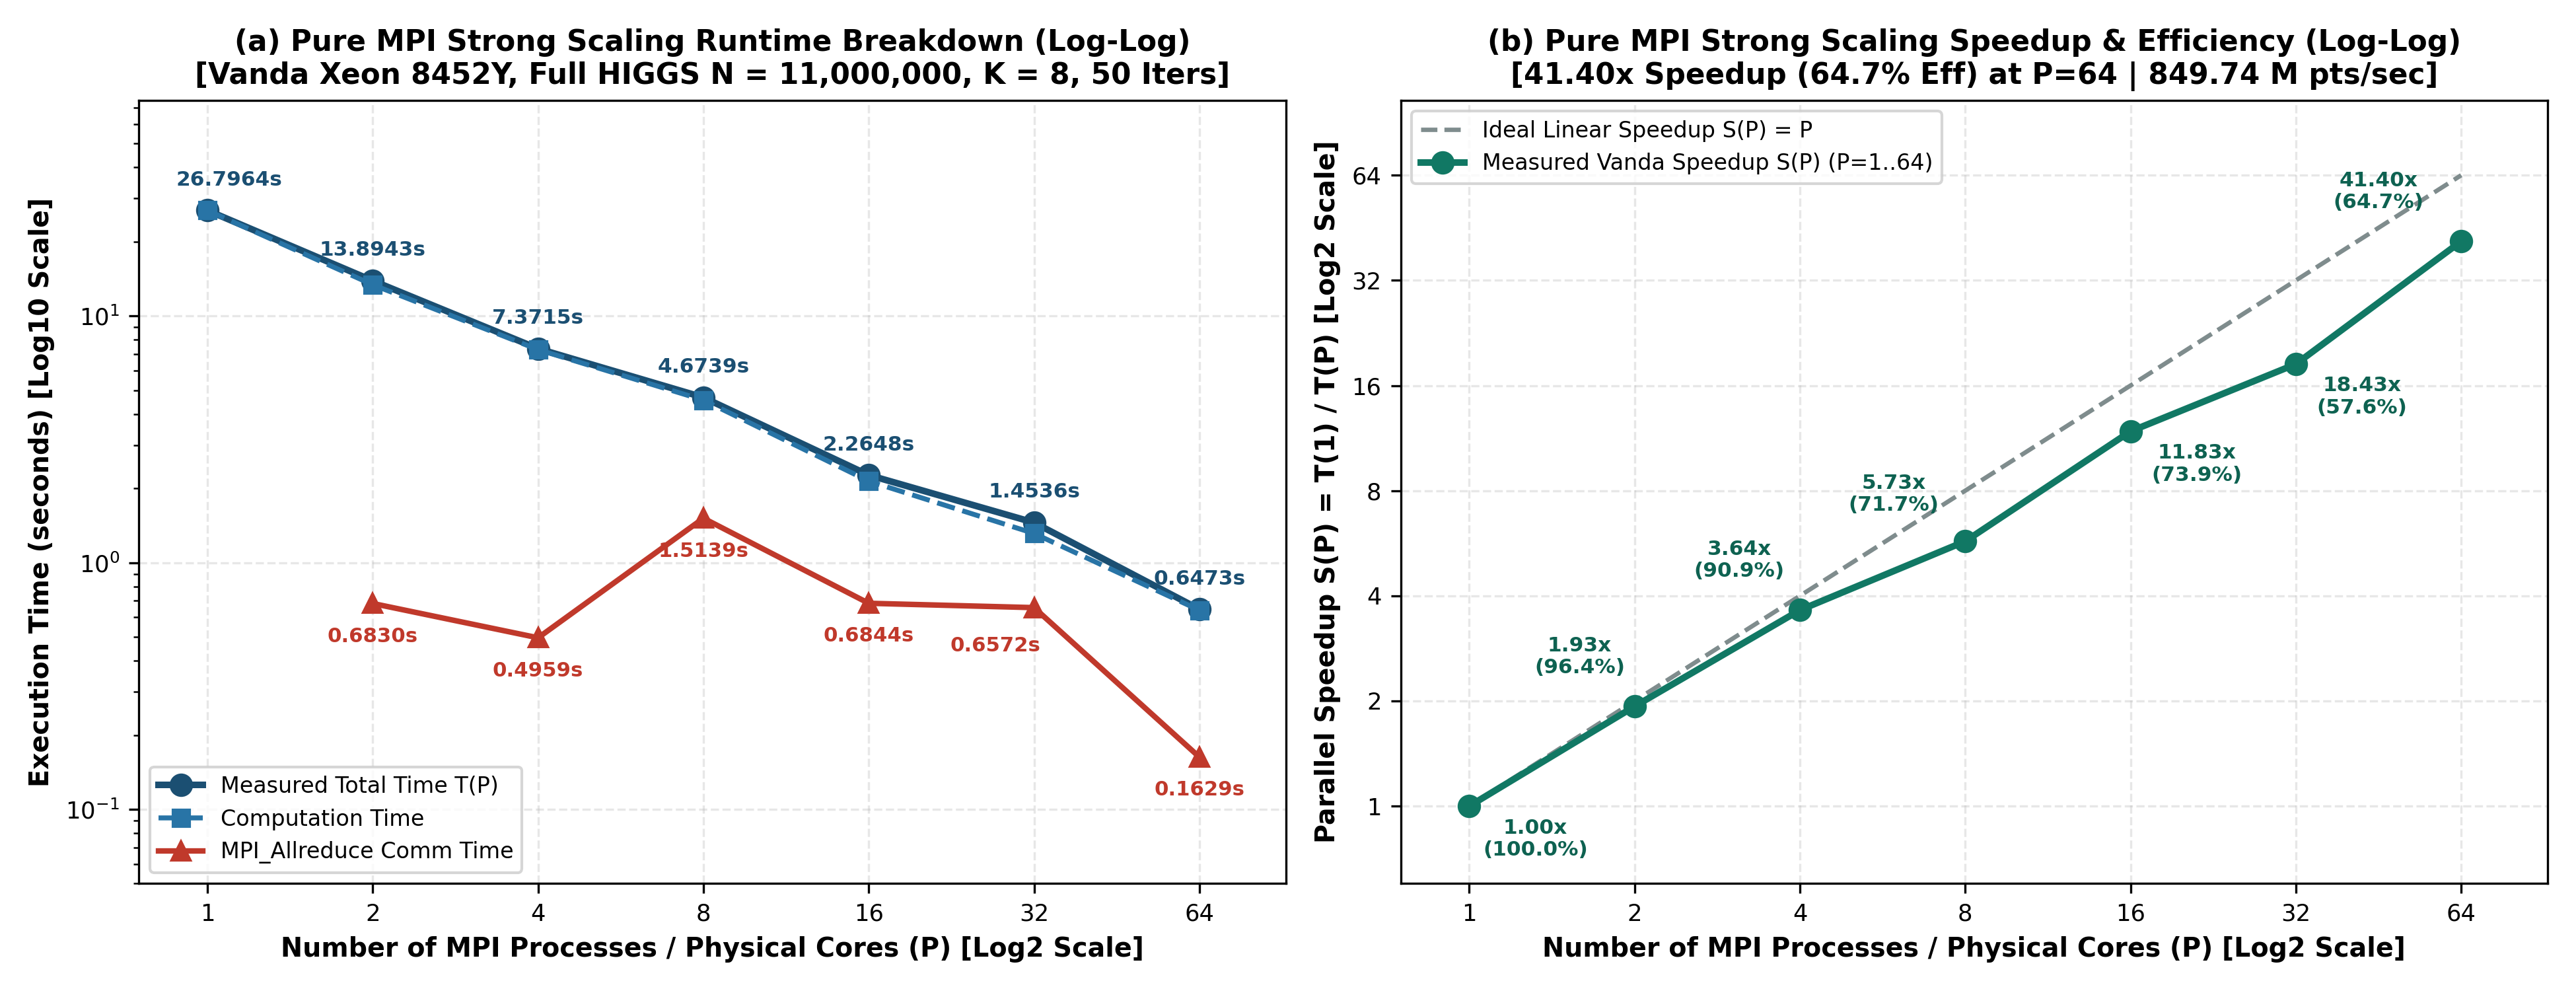 (a) Pure MPI Strong Scaling Runtime Breakdown (Log-Log)
[Vanda Xeon 8452Y, Full HIGGS N = 11,000,000, K = 8, 50 Iters]
Execution Time (seconds) [Log10 Scale]
10¹
10⁰
10⁻¹
26.7964s
13.8943s
7.3715s
4.6739s
2.2648s
1.4536s
0.6473s
0.6830s
0.4959s
1.5139s
0.6844s
0.6572s
0.1629s
Measured Total Time T(P)
Computation Time
MPI_Allreduce Comm Time
1
2
4
8
16
32
64
Number of MPI Processes / Physical Cores (P) [Log2 Scale]
(b) Pure MPI Strong Scaling Speedup & Efficiency (Log-Log)
[41.40x Speedup (64.7% Eff) at P=64 | 849.74 M pts/sec]
Parallel Speedup S(P) = T(1) / T(P) [Log2 Scale]
64
32
16
8
4
2
1
Ideal Linear Speedup S(P) = P
Measured Vanda Speedup S(P) (P=1..64)
1.00x
(100.0%)
1.93x
(96.4%)
3.64x
(90.9%)
5.73x
(71.7%)
11.83x
(73.9%)
18.43x
(57.6%)
41.40x
(64.7%)
1
2
4
8
16
32
64
Number of MPI Processes / Physical Cores (P) [Log2 Scale]